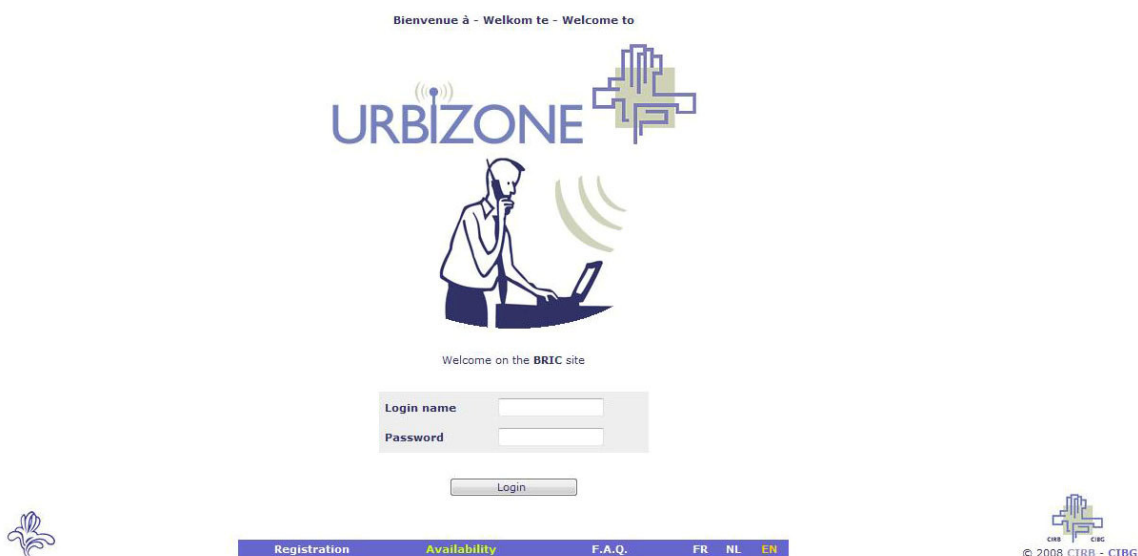 Bienvenue à - Welkom te - Welcome to
URBIZONE
Welcome on the BRIC site
Login name
Password
Login
Registration Availability F.A.Q. FR NL EN
CIRB CIBG
© 2008 CIRB - CIBG